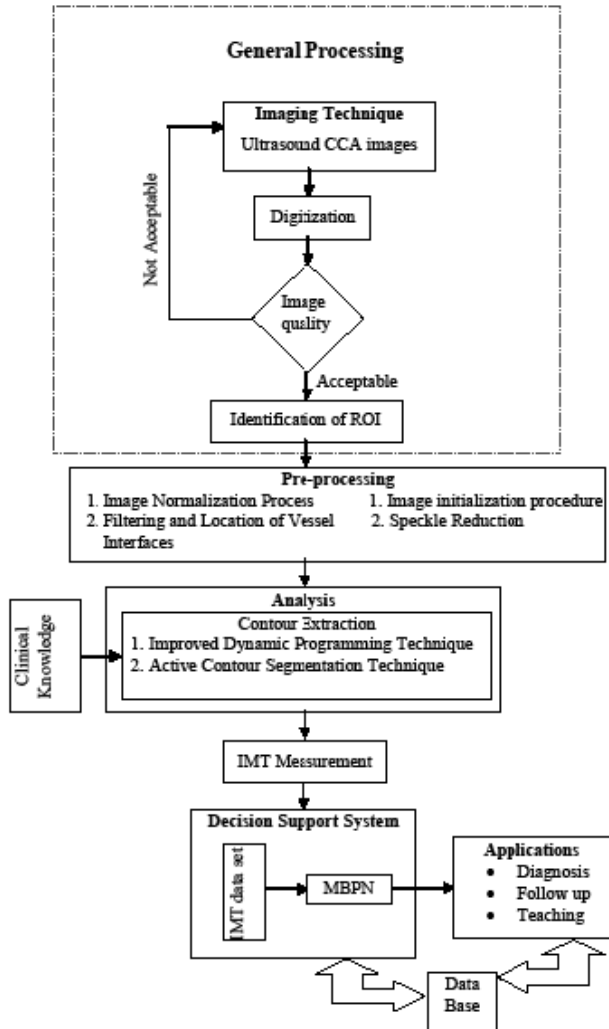 General Processing
Imaging Technique
Ultrasound CCA images
Digitization
Not Acceptable
Image
quality
Acceptable
Identification of ROI
Pre-processing
1. Image Normalization Process
2. Filtering and Location of Vessel
Interfaces
1. Image initialization procedure
2. Speckle Reduction
Analysis
Contour Extraction
1. Improved Dynamic Programming Technique
2. Active Contour Segmentation Technique
Clinical
Knowledge
IMT Measurement
Decision Support System
IMT data set
MBPN
Applications
• Diagnosis
• Follow up
• Teaching
Data
Base